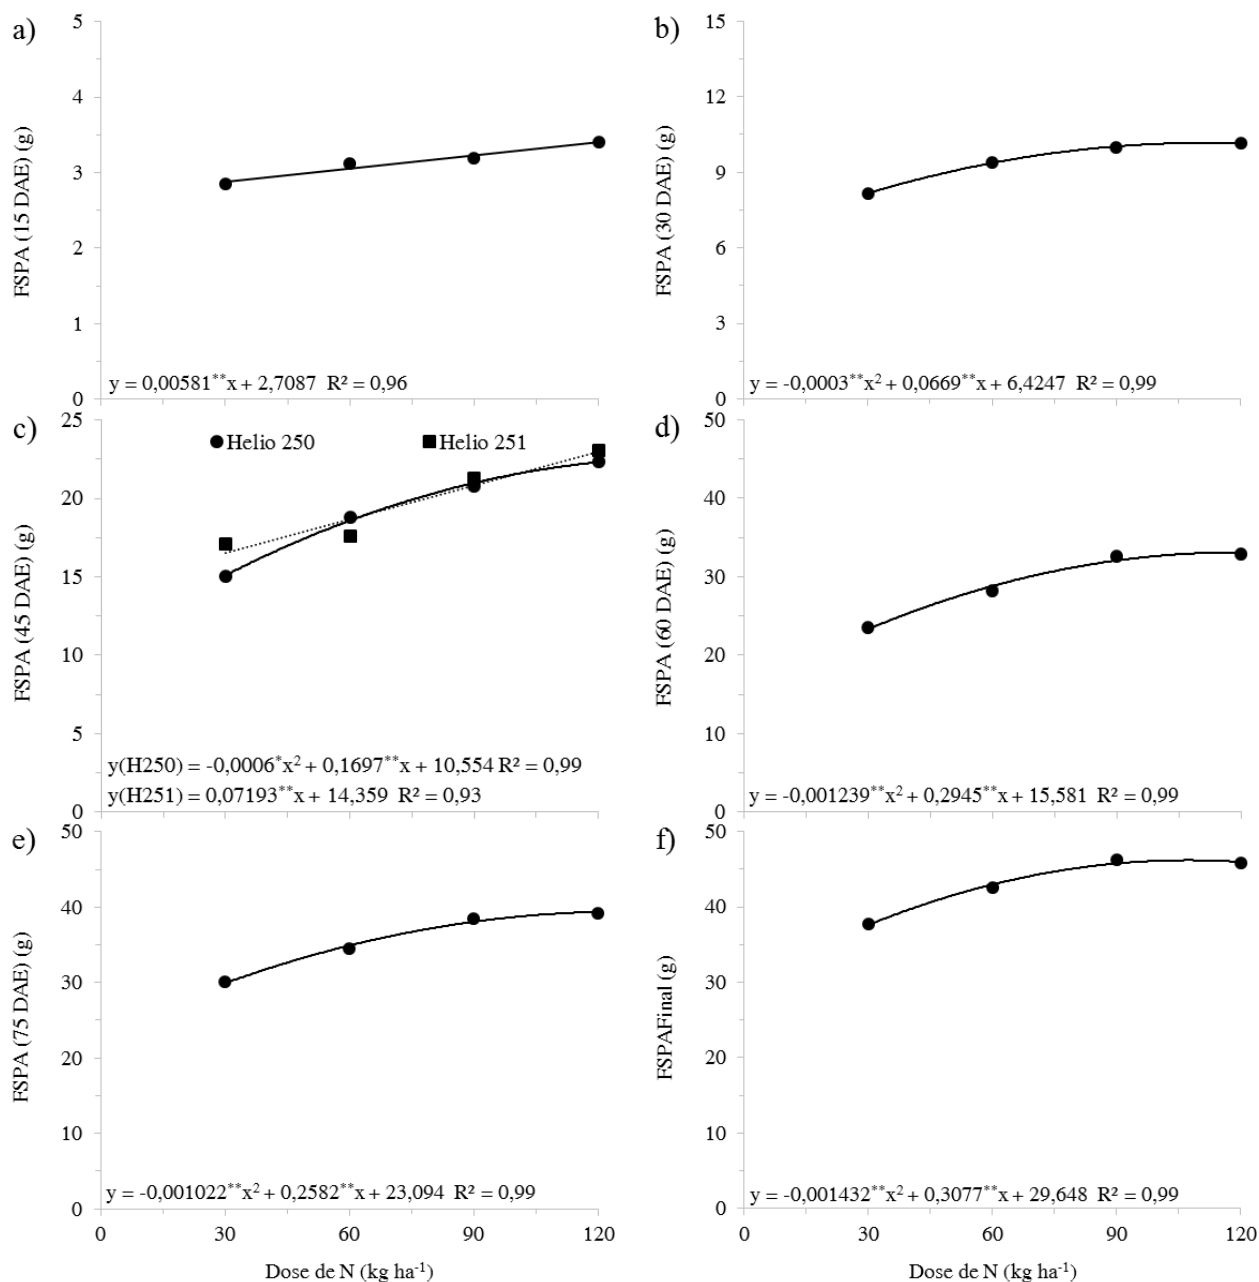 a)
5
4
3
2
1
0
FSPA (15 DAE) (g)
y = 0,00581**x + 2,7087 R² = 0,96
b)
15
12
9
6
3
0
FSPA (30 DAE) (g)
y = -0,0003**x² + 0,0669**x + 6,4247 R² = 0,99
c)
25
20
15
10
5
0
FSPA (45 DAE) (g)
Helio 250 Helio 251
y(H250) = -0,0006*x² + 0,1697**x + 10,554 R² = 0,99
y(H251) = 0,07193**x + 14,359 R² = 0,93
d)
50
40
30
20
10
0
FSPA (60 DAE) (g)
y = -0,001239**x² + 0,2945**x + 15,581 R² = 0,99
e)
50
40
30
20
10
0
FSPA (75 DAE) (g)
y = -0,001022**x² + 0,2582**x + 23,094 R² = 0,99
0 30 60 90 120
Dose de N (kg ha⁻¹)
f)
50
40
30
20
10
0
FSPAFinal (g)
y = -0,001432**x² + 0,3077**x + 29,648 R² = 0,99
0 30 60 90 120
Dose de N (kg ha⁻¹)